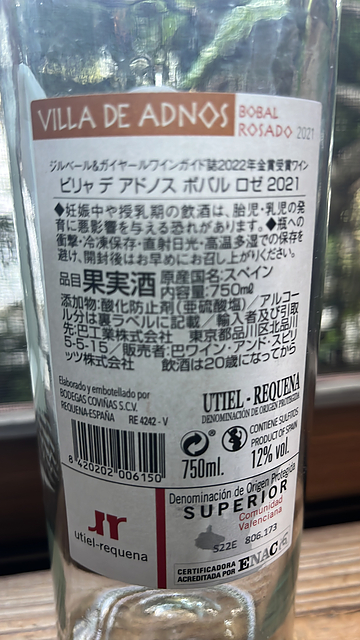 VILLA DE ADNOS
BOBAL
ROSADO 2021
ジルベール&ガイヤールワインガイド誌2022年金賞受賞ワイン
ビリャ デ アドノス ボバル ロゼ 2021
◆妊娠中や授乳期の飲酒は、胎児・乳児の発
育に悪影響を与える恐れがあります。◆瓶への
衝撃・冷凍保存・直射日光・高温多湿での保存を
避け、開封後はお早めにお召し上がりください。
品目 果実酒 原産国名:スペイン
内容量:750mℓ
添加物:酸化防止剤(亜硫酸塩)/アルコー
ル分は裏ラベルに記載/輸入者及び引取
先:巴工業株式会社 東京都品川区北品川
5-5-15/販売者:巴ワイン・アンド・スピリ
ッツ株式会社 飲酒は20歳になってから
Elaborado y embotellado por
BODEGAS COVIÑAS S.C.V.
REQUENA-ESPAÑA RE 4242 - V
UTIEL - REQUENA
DENOMINACIÓN DE ORIGEN PROTEGIDA
8 420202 006150
750ml.
CONTIENE SULFITOS
PRODUCT OF SPAIN
12% vol.
utiel-requena
Denominación de Origen Protegida
SUPERIOR
Comunidad
Valenciana
S22E 806.173
CERTIFICADORA
ACREDITADA POR ENAC